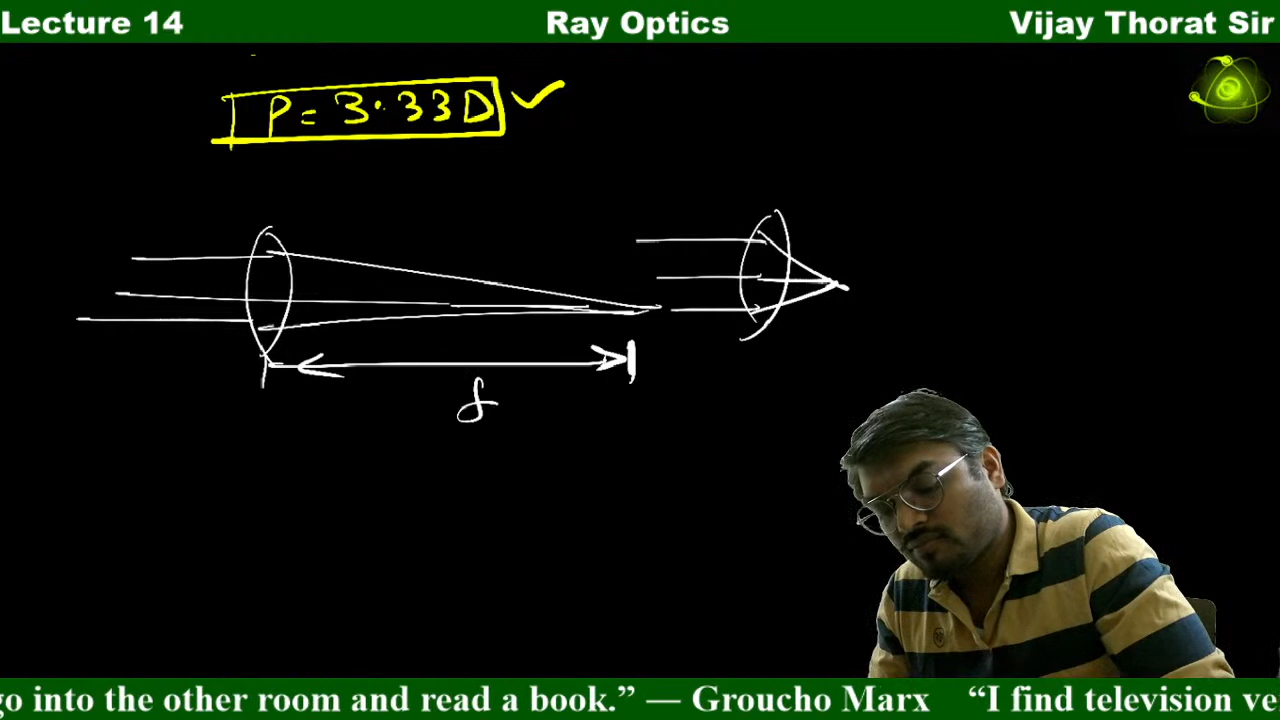 Lecture 14 Ray Optics Vijay Thorat Sir
P = 3.33 D
f
go into the other room and read a book.” — Groucho Marx “I find television ve